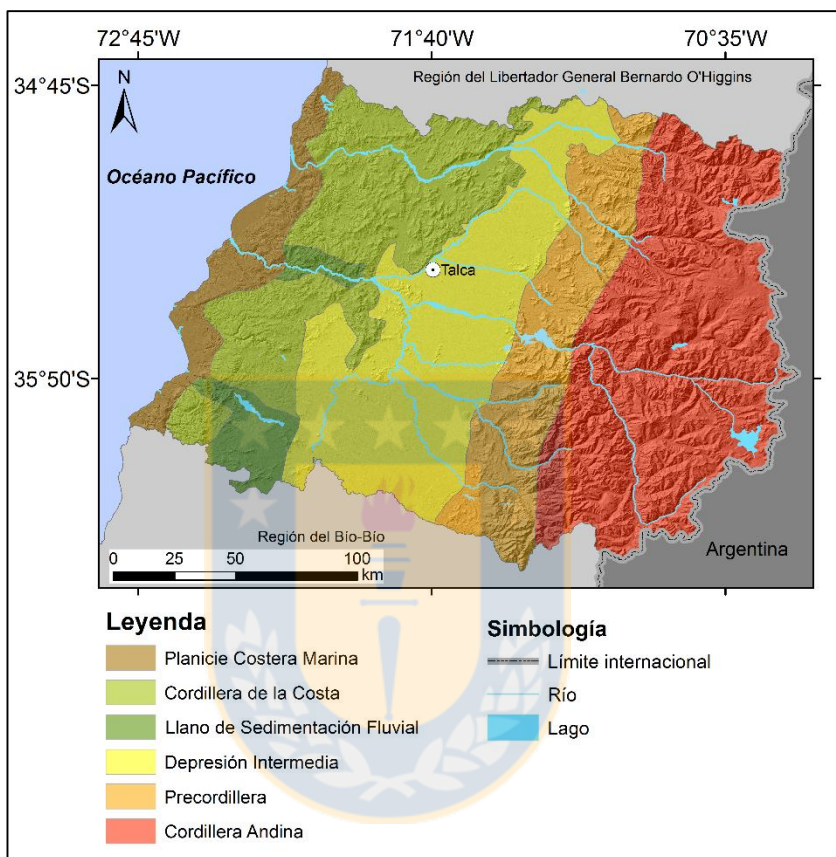 72°45'W 71°40'W 70°35'W
34°45'S
N
Región del Libertador General Bernardo O'Higgins
Océano Pacífico
Talca
35°50'S
Región del Bío-Bío
0 25 50 100
km
Argentina
Leyenda
Planicie Costera Marina
Cordillera de la Costa
Llano de Sedimentación Fluvial
Depresión Intermedia
Precordillera
Cordillera Andina
Simbología
Límite internacional
Río
Lago